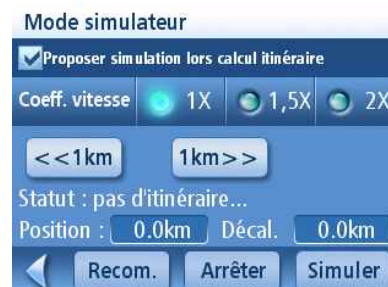 Mode simulateur
Proposer simulation lors calcul itinéraire
Coeff. vitesse 1X 1,5X 2X
<<1km 1km>>
Statut : pas d'itinéraire...
Position : 0.0km Décal. 0.0km
Recom. Arrêter Simuler